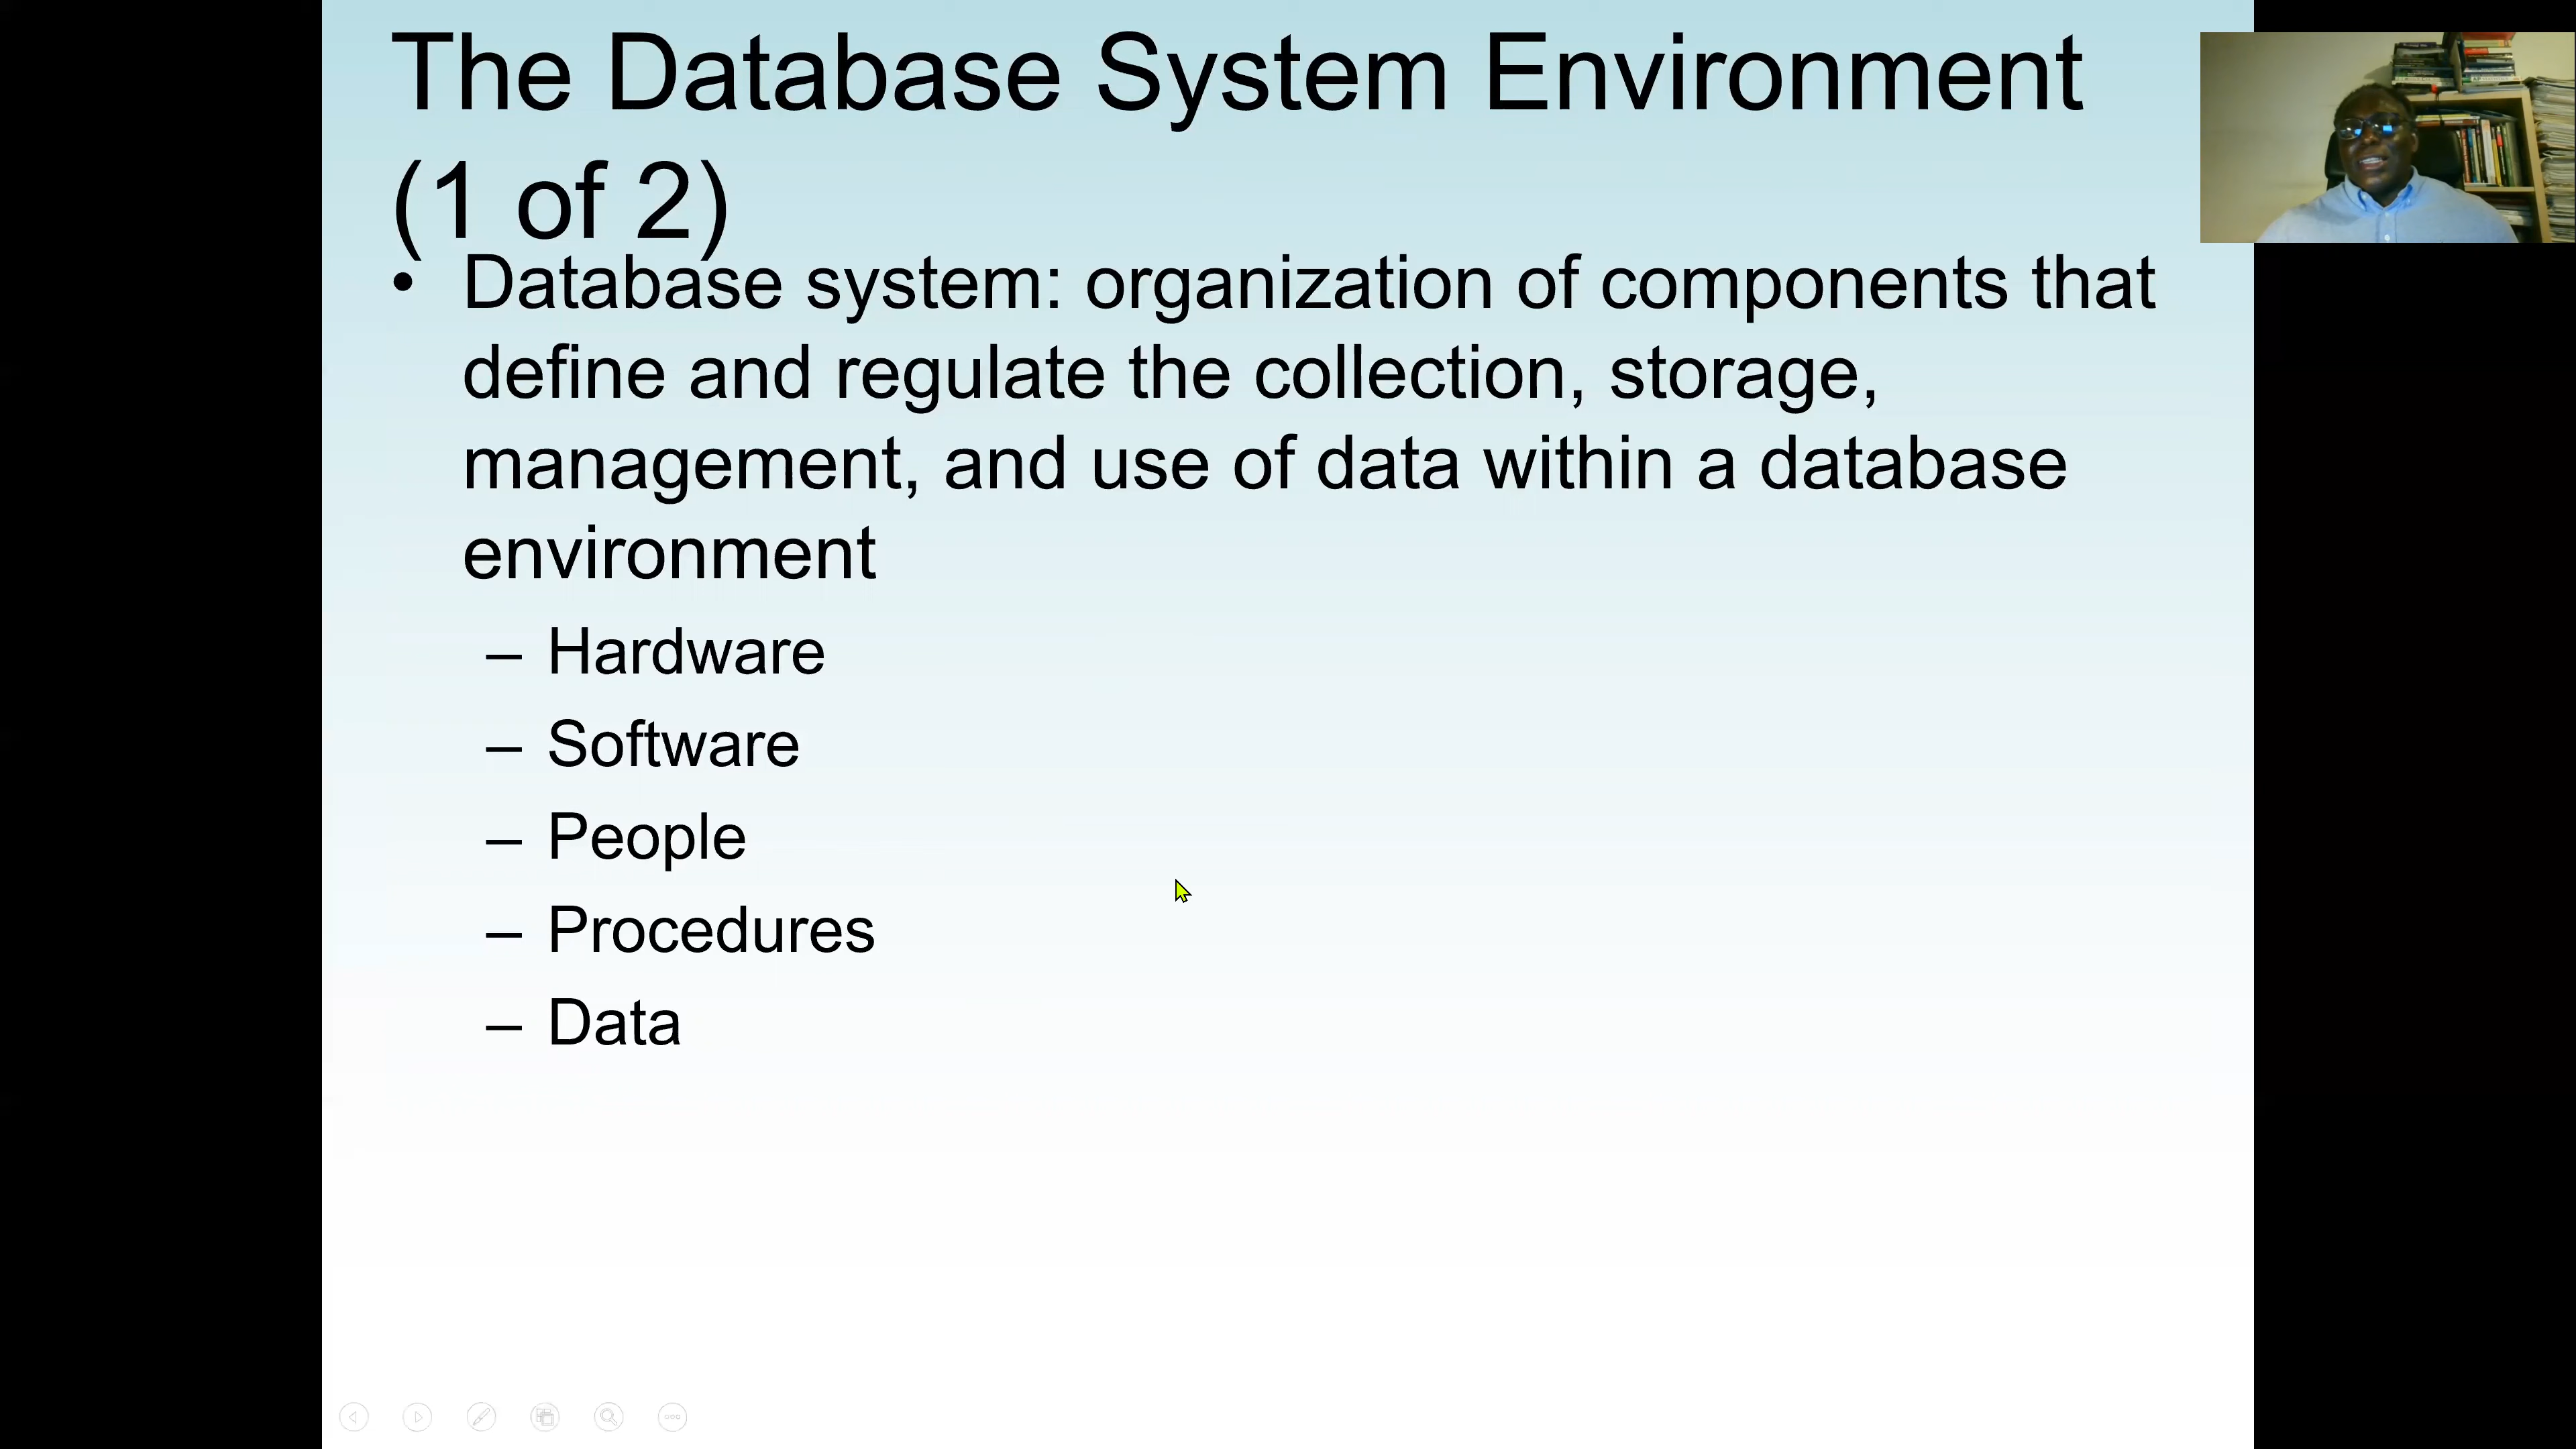 The Database System Environment
(1 of 2)
• Database system: organization of components that
define and regulate the collection, storage,
management, and use of data within a database
environment
– Hardware
– Software
– People
– Procedures
– Data